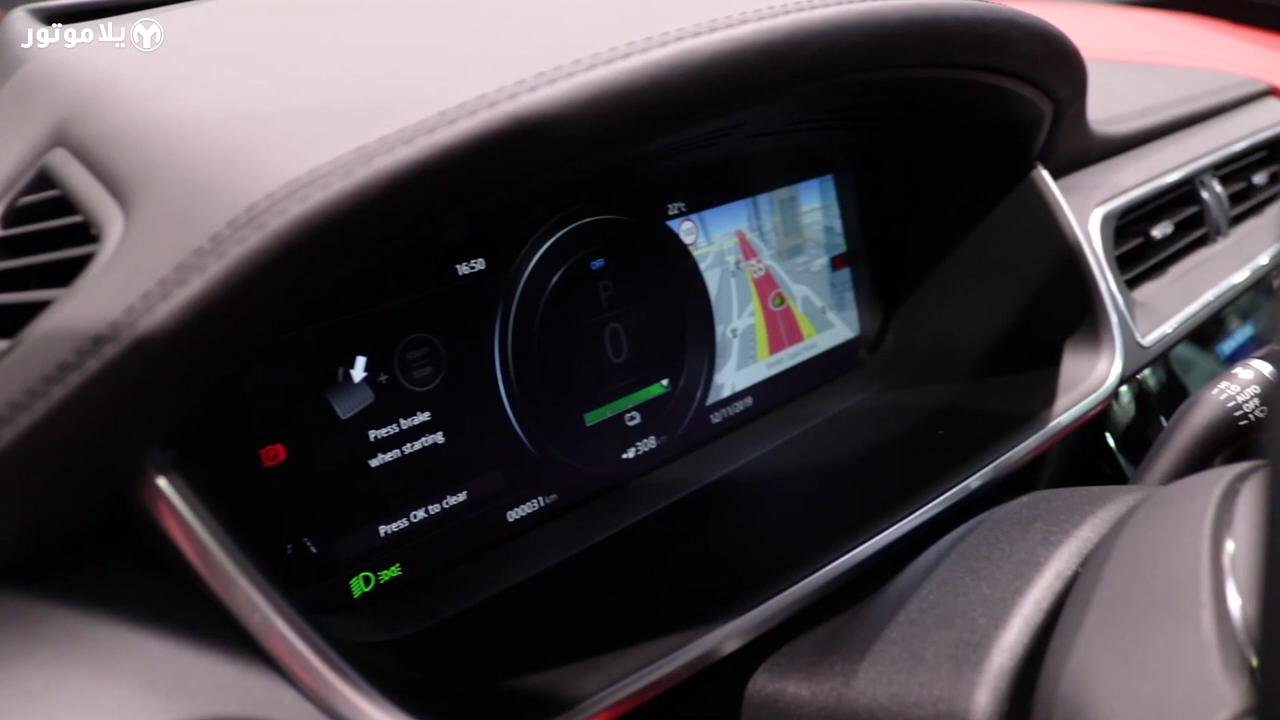 يلا موتور
22°c
16:50
OFF
P
0
Press brake
when starting
308
12/11/2019
Press OK to clear
000031 km
AUTO
OFF